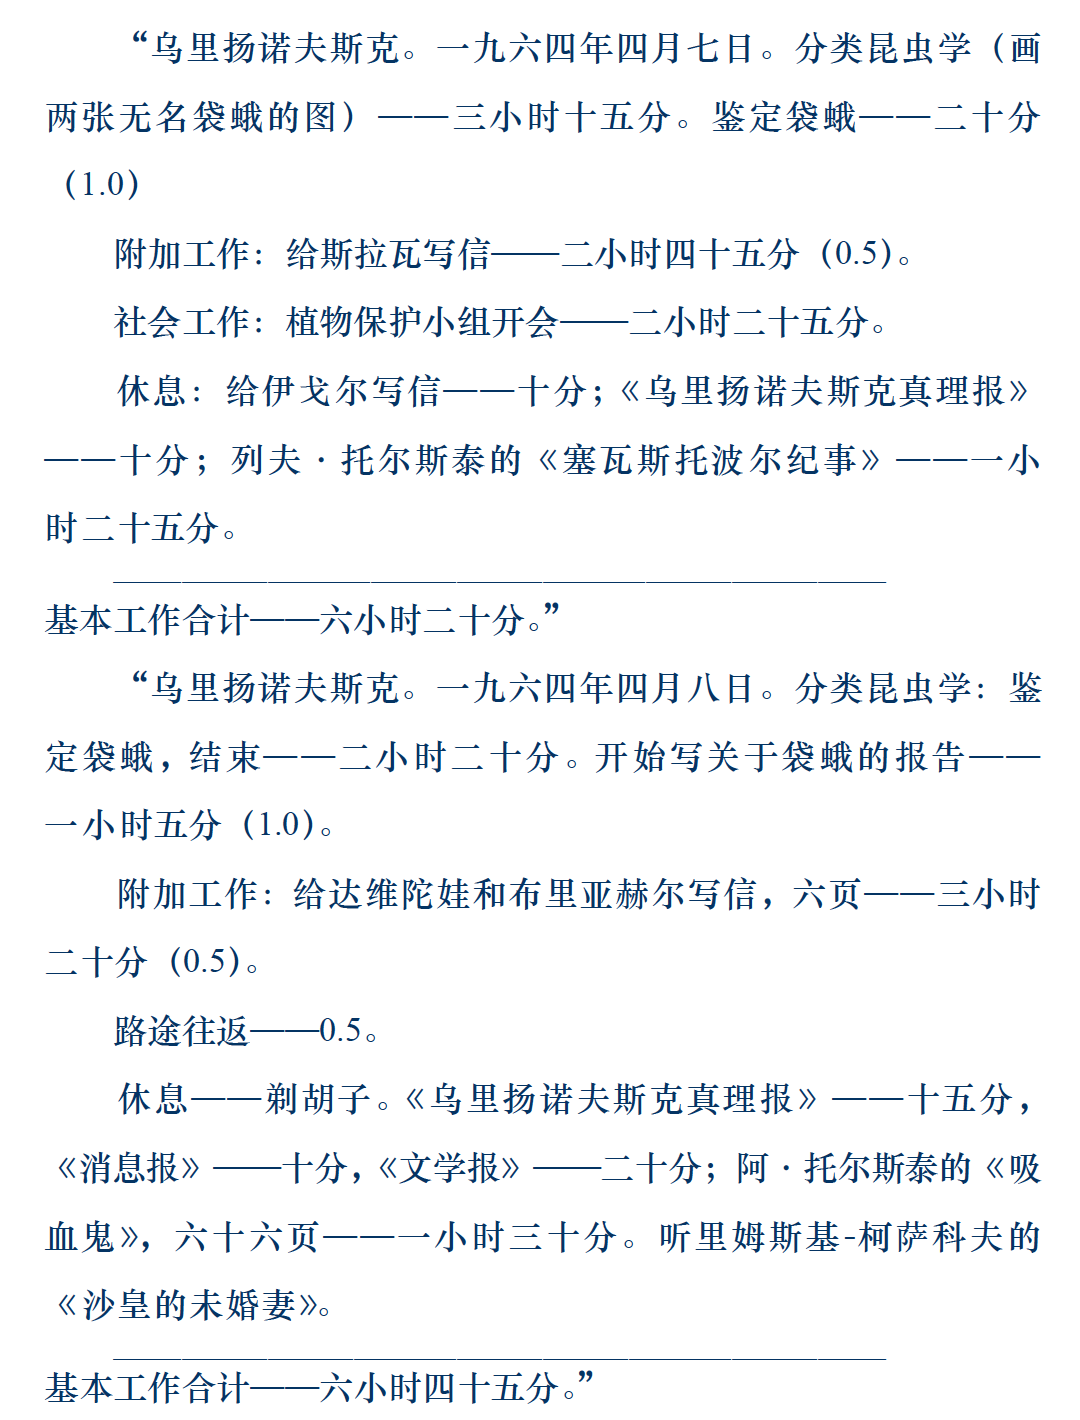 “乌里扬诺夫斯克。一九六四年四月七日。分类昆虫学（画
两张无名袋蛾的图）——三小时十五分。鉴定袋蛾——二十分
（1.0）
附加工作：给斯拉瓦写信——二小时四十五分（0.5）。
社会工作：植物保护小组开会——二小时二十五分。
休息：给伊戈尔写信——十分；《乌里扬诺夫斯克真理报》
——十分；列夫·托尔斯泰的《塞瓦斯托波尔纪事》——一小
时二十五分。
基本工作合计——六小时二十分。”
“乌里扬诺夫斯克。一九六四年四月八日。分类昆虫学：鉴
定袋蛾，结束——二小时二十分。开始写关于袋蛾的报告——
一小时五分（1.0）。
附加工作：给达维陀娃和布里亚赫尔写信，六页——三小时
二十分（0.5）。
路途往返——0.5。
休息——剃胡子。《乌里扬诺夫斯克真理报》——十五分，
《消息报》——十分，《文学报》——二十分；阿·托尔斯泰的《吸
血鬼》，六十六页——一小时三十分。听里姆斯基-柯萨科夫的
《沙皇的未婚妻》。
基本工作合计——六小时四十五分。”